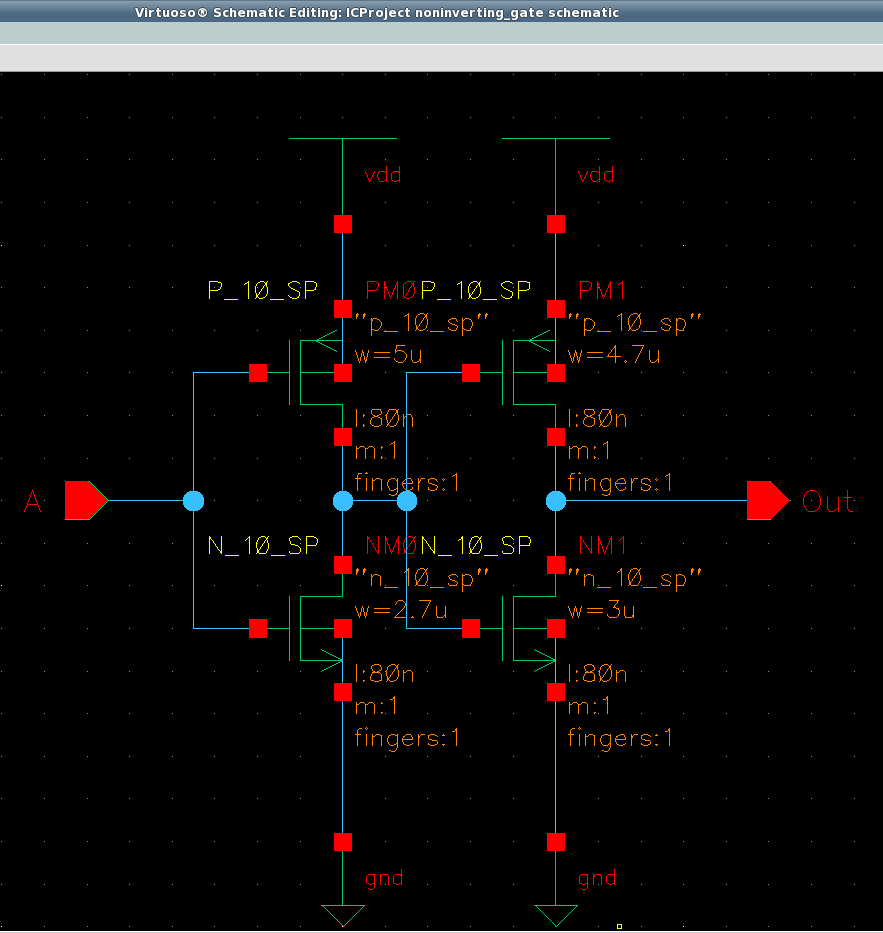 Virtuoso® Schematic Editing: ICProject noninverting_gate schematic
vdd
vdd
P_10_SP
PM0
P_10_SP
PM1
"p_10_sp"
"p_10_sp"
w=5u
w=4.7u
l:80n
l:80n
m:1
m:1
fingers:1
fingers:1
A
Out
N_10_SP
NM0
N_10_SP
NM1
"n_10_sp"
"n_10_sp"
w=2.7u
w=3u
l:80n
l:80n
m:1
m:1
fingers:1
fingers:1
gnd
gnd